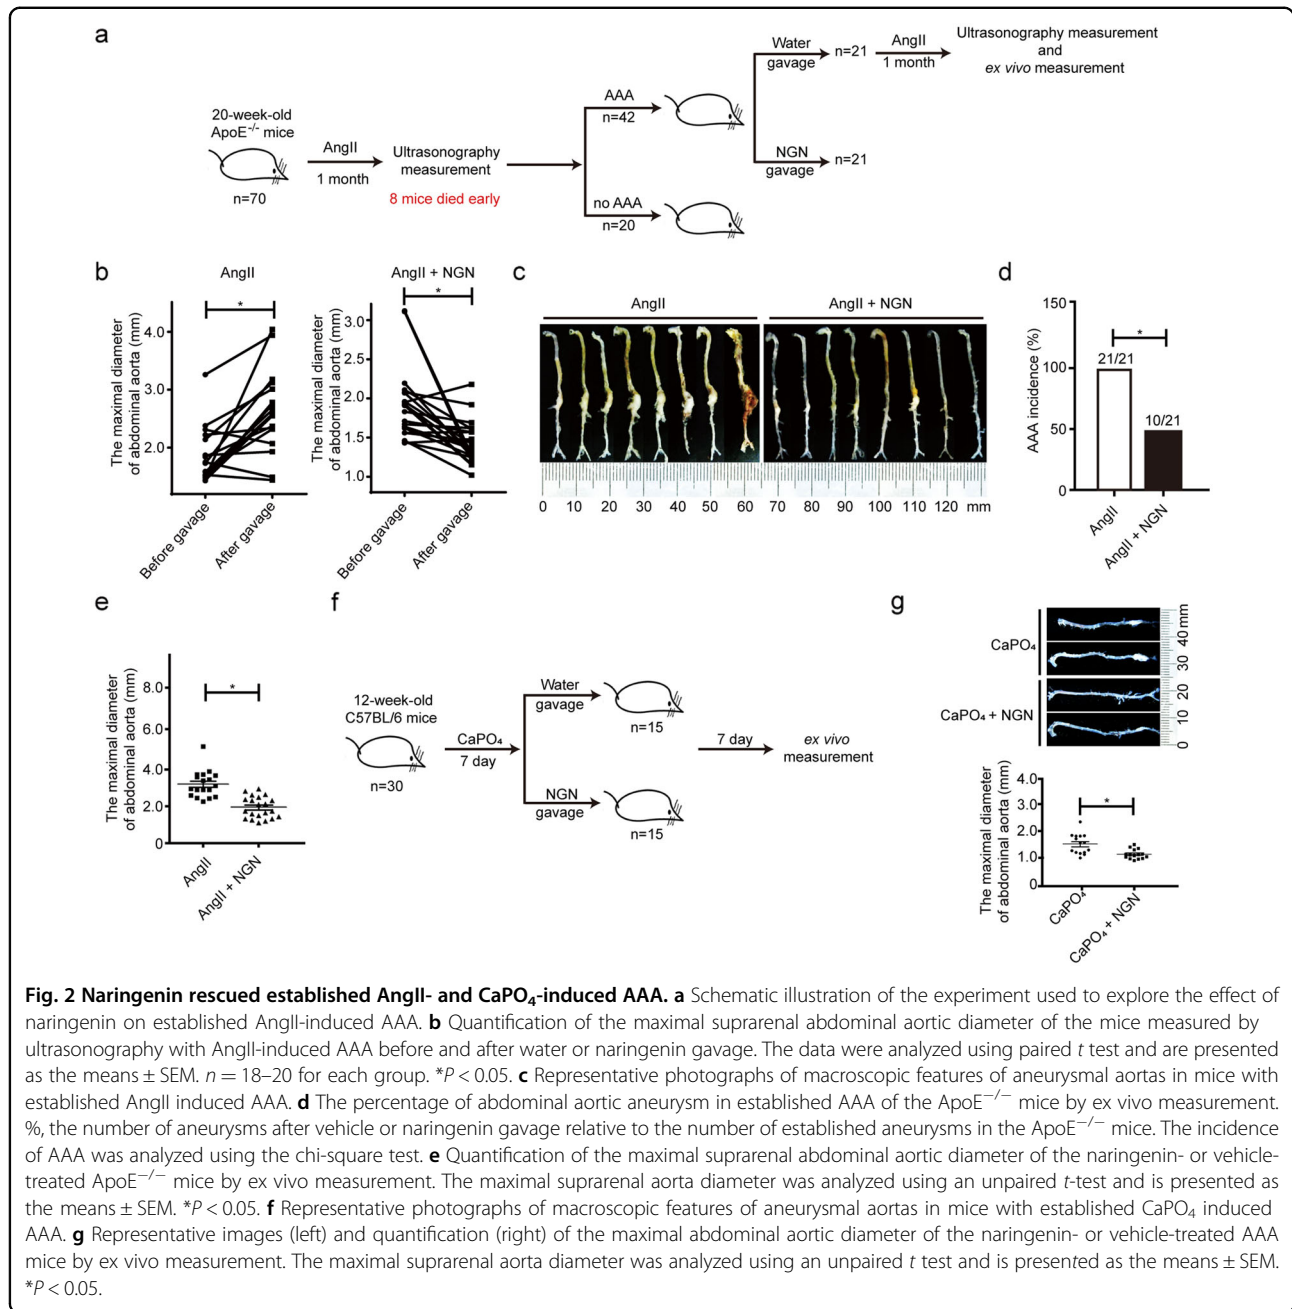 a
20-week-old
ApoE-/- mice
n=70
AngII
1 month
Ultrasonography
measurement
8 mice died early
AAA
n=42
no AAA
n=20
Water
gavage
n=21
NGN
gavage
n=21
AngII
1 month
Ultrasonography measurement
and
ex vivo measurement
b
AngII
*
The maximal diameter
of abdominal aorta (mm)
4.0
3.0
2.0
Before gavage
After gavage
AngII + NGN
*
The maximal diameter
of abdominal aorta (mm)
3.0
2.5
2.0
1.5
1.0
Before gavage
After gavage
c
AngII
AngII + NGN
0 10 20 30 40 50 60 70 80 90 100 110 120 mm
d
AAA incidence (%)
150
100
50
0
*
21/21
10/21
AngII
AngII + NGN
e
The maximal diameter
of abdominal aorta (mm)
8.0
6.0
4.0
2.0
0
*
AngII
AngII + NGN
f
12-week-old
C57BL/6 mice
n=30
CaPO₄
7 day
Water
gavage
n=15
NGN
gavage
n=15
7 day
ex vivo
measurement
g
CaPO₄
CaPO₄ + NGN
0 10 20 30 40 mm
The maximal diameter
of abdominal aorta (mm)
4.0
3.0
2.0
1.0
0
*
CaPO₄
CaPO₄ + NGN
Fig. 2 Naringenin rescued established AngII- and CaPO₄-induced AAA. a Schematic illustration of the experiment used to explore the effect of
naringenin on established AngII-induced AAA. b Quantification of the maximal suprarenal abdominal aortic diameter of the mice measured by
ultrasonography with AngII-induced AAA before and after water or naringenin gavage. The data were analyzed using paired t test and are presented
as the means ± SEM. n = 18–20 for each group. *P < 0.05. c Representative photographs of macroscopic features of aneurysmal aortas in mice with
established AngII induced AAA. d The percentage of abdominal aortic aneurysm in established AAA of the ApoE−/− mice by ex vivo measurement.
%, the number of aneurysms after vehicle or naringenin gavage relative to the number of established aneurysms in the ApoE−/− mice. The incidence
of AAA was analyzed using the chi-square test. e Quantification of the maximal suprarenal abdominal aortic diameter of the naringenin- or vehicle-
treated ApoE−/− mice by ex vivo measurement. The maximal suprarenal aorta diameter was analyzed using an unpaired t-test and is presented as
the means ± SEM. *P < 0.05. f Representative photographs of macroscopic features of aneurysmal aortas in mice with established CaPO₄ induced
AAA. g Representative images (left) and quantification (right) of the maximal abdominal aortic diameter of the naringenin- or vehicle-treated AAA
mice by ex vivo measurement. The maximal suprarenal aorta diameter was analyzed using an unpaired t test and is presented as the means ± SEM.
*P < 0.05.